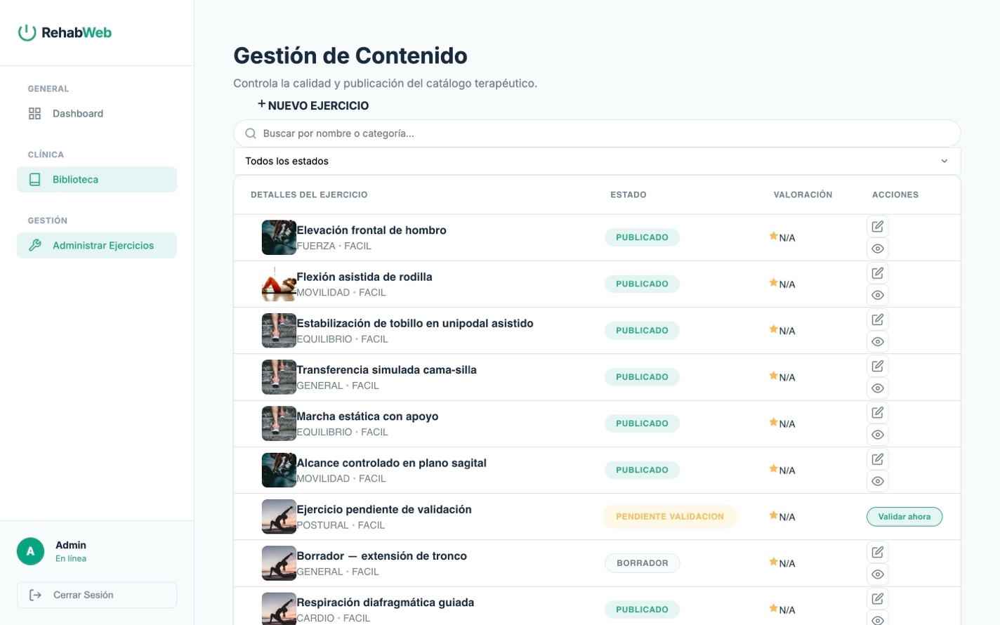 RehabWeb
GENERAL
Dashboard
CLÍNICA
Biblioteca
GESTIÓN
Administrar Ejercicios
A
Admin
En línea
Cerrar Sesión
Gestión de Contenido
Controla la calidad y publicación del catálogo terapéutico.
+ NUEVO EJERCICIO
Buscar por nombre o categoría...
Todos los estados
DETALLES DEL EJERCICIO ESTADO VALORACIÓN ACCIONES
Elevación frontal de hombro
FUERZA • FACIL
PUBLICADO
N/A
Flexión asistida de rodilla
MOVILIDAD • FACIL
PUBLICADO
N/A
Estabilización de tobillo en unipodal asistido
EQUILIBRIO • FACIL
PUBLICADO
N/A
Transferencia simulada cama-silla
GENERAL • FACIL
PUBLICADO
N/A
Marcha estática con apoyo
EQUILIBRIO • FACIL
PUBLICADO
N/A
Alcance controlado en plano sagital
MOVILIDAD • FACIL
PUBLICADO
N/A
Ejercicio pendiente de validación
POSTURAL • FACIL
PENDIENTE VALIDACION
N/A
Validar ahora
Borrador — extensión de tronco
GENERAL • FACIL
BORRADOR
N/A
Respiración diafragmática guiada
CARDIO • FACIL
PUBLICADO
N/A